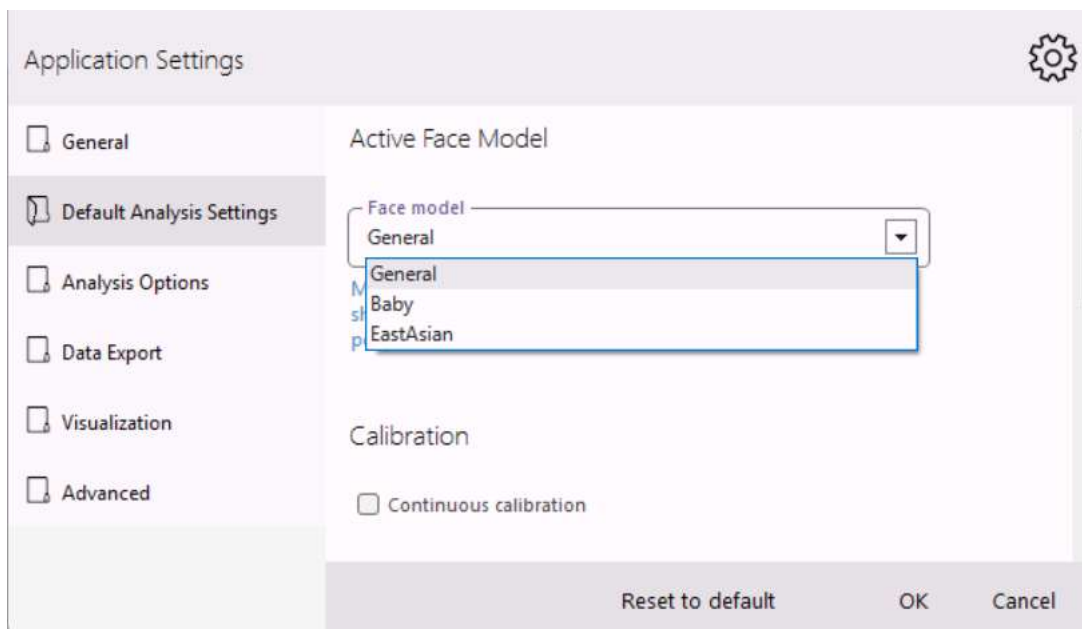 Application Settings
General
Default Analysis Settings
Analysis Options
Data Export
Visualization
Advanced
Active Face Model
Face model
General
General
Baby
EastAsian
Calibration
Continuous calibration
Reset to default
OK
Cancel